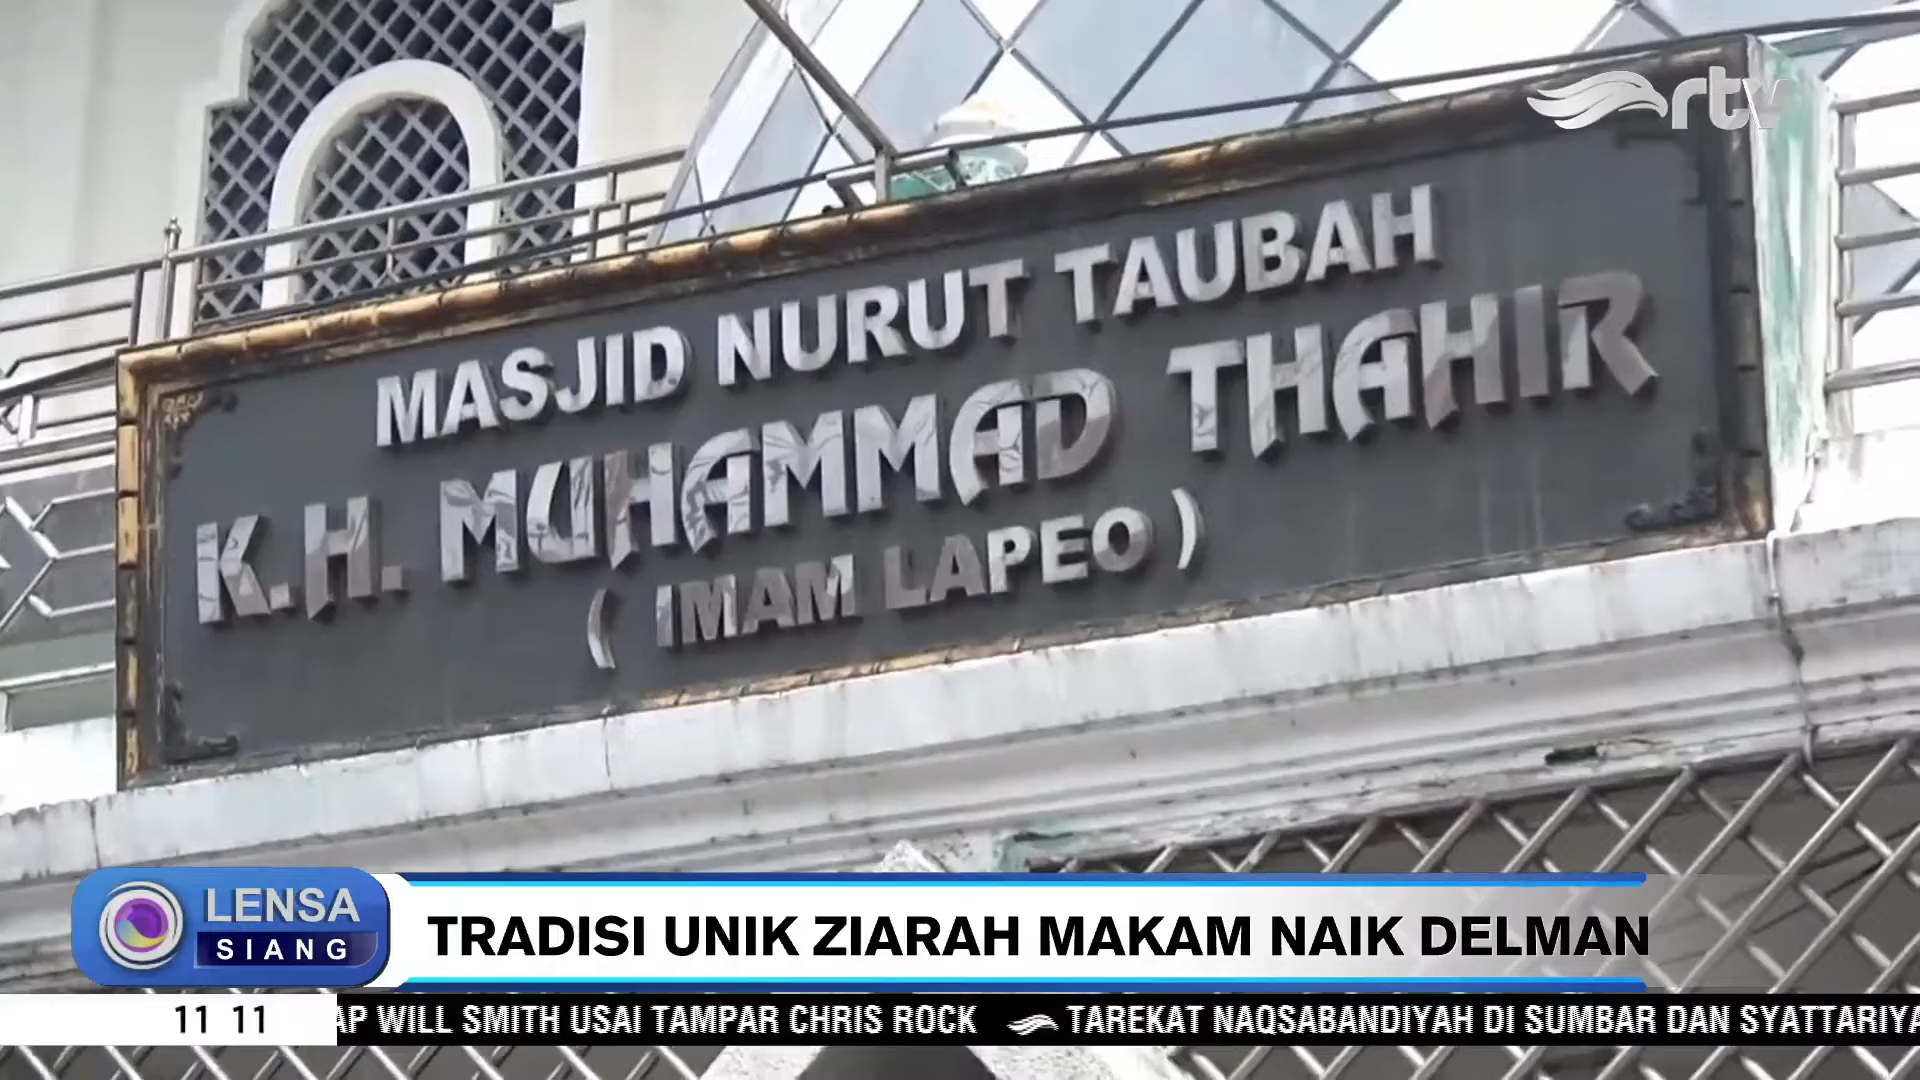 rtv
MASJID NURUT TAUBAH
K.H. MUHAMMAD THAHIR
( IMAM LAPEO )
LENSA
SIANG
TRADISI UNIK ZIARAH MAKAM NAIK DELMAN
11 11
AP WILL SMITH USAI TAMPAR CHRIS ROCK
TAREKAT NAQSABANDIYAH DI SUMBAR DAN SYATTARIYA